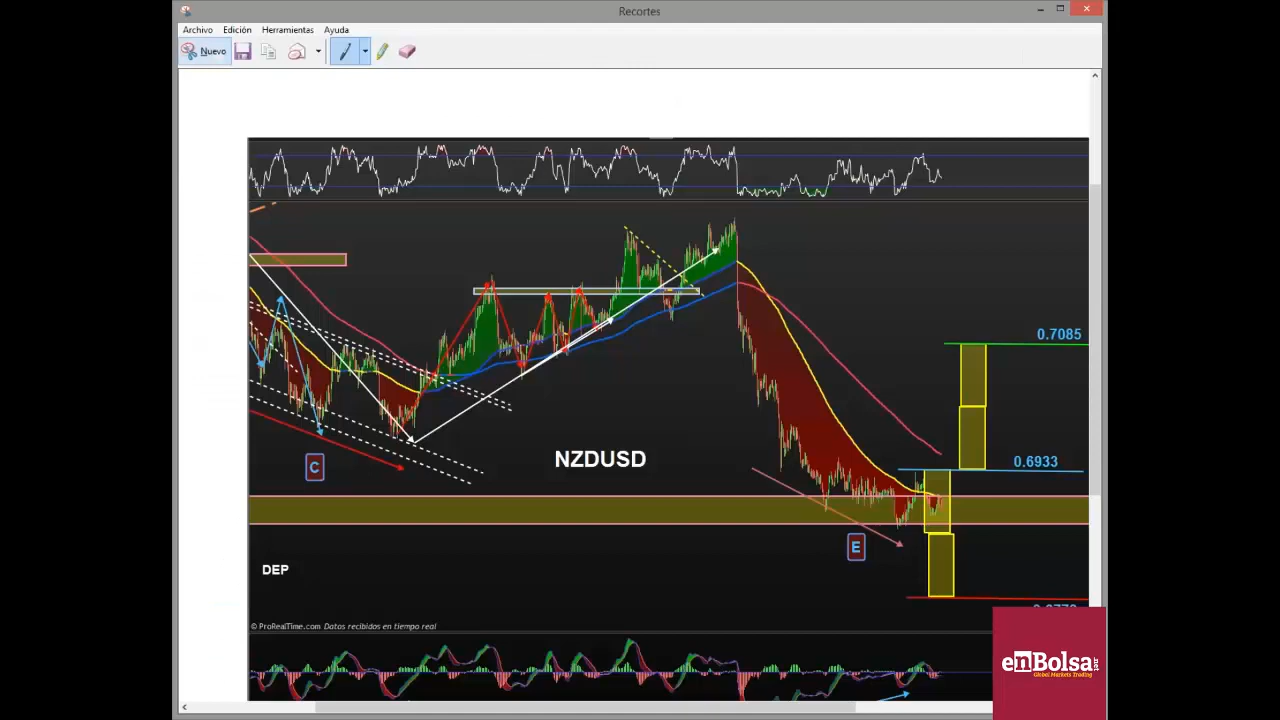 Recortes
Archivo Edición Herramientas Ayuda
Nuevo
0.7085
C
NZDUSD
0.6933
E
DEP
© ProRealTime.com Datos recibidos en tiempo real
enBolsa.net
Global Markets Trading